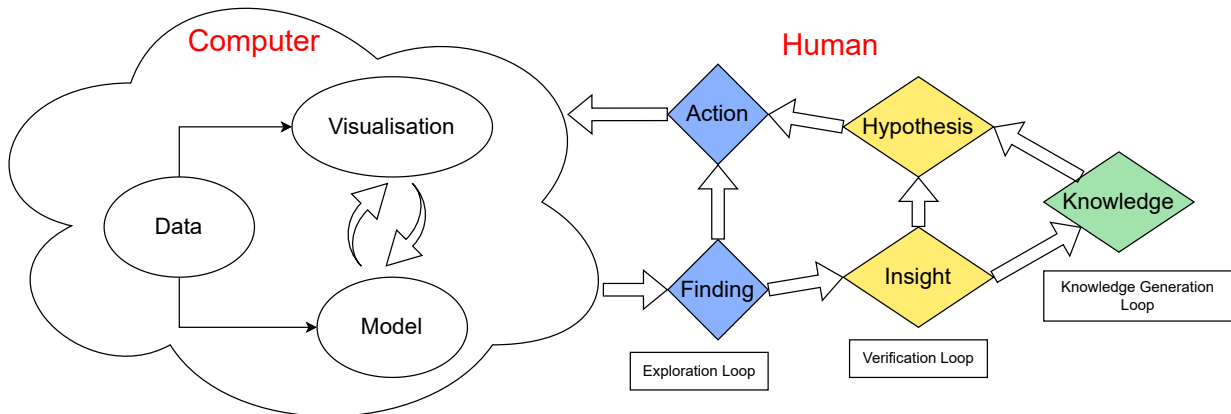 Computer
Human
Visualisation
Action
Hypothesis
Data
Knowledge
Model
Finding
Insight
Knowledge Generation
Loop
Exploration Loop
Verification Loop